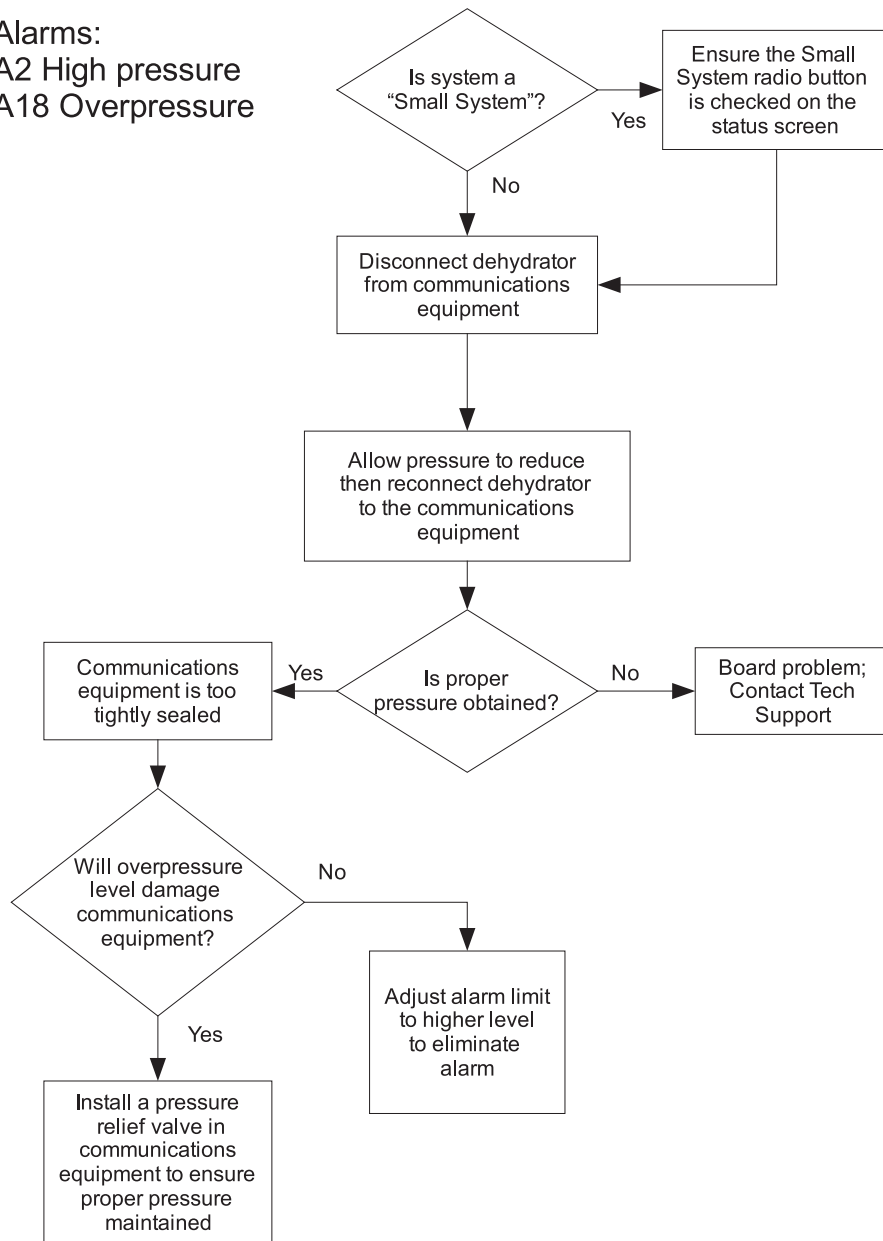 Alarms:
A2 High pressure
A18 Overpressure
Is system a
“Small System”?
Yes
Ensure the Small
System radio button
is checked on the
status screen
No
Disconnect dehydrator
from communications
equipment
Allow pressure to reduce
then reconnect dehydrator
to the communications
equipment
Is proper
pressure obtained?
Yes
Communications
equipment is too
tightly sealed
No
Board problem;
Contact Tech
Support
Will overpressure
level damage
communications
equipment?
No
Adjust alarm limit
to higher level
to eliminate
alarm
Yes
Install a pressure
relief valve in
communications
equipment to ensure
proper pressure
maintained